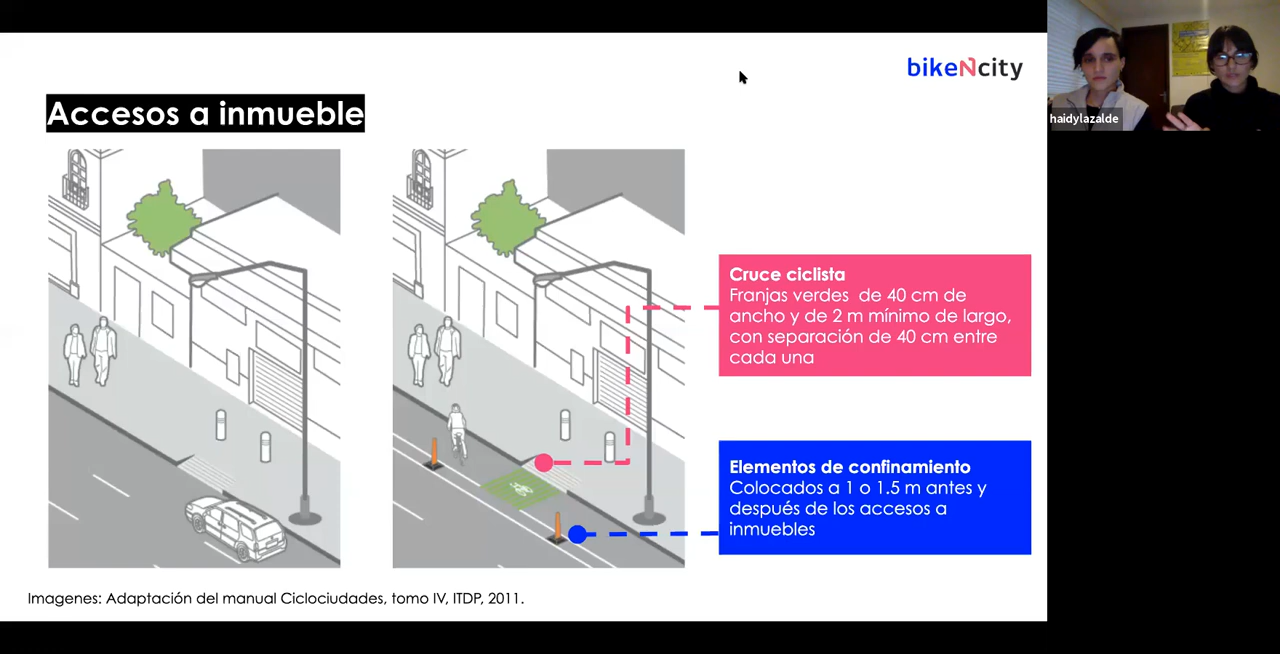 bikeNcity
Accesos a inmueble
haidylazalde
Cruce ciclista
Franjas verdes de 40 cm de
ancho y de 2 m mínimo de largo,
con separación de 40 cm entre
cada una
Elementos de confinamiento
Colocados a 1 o 1.5 m antes y
después de los accesos a
inmuebles
Imagenes: Adaptación del manual Ciclociudades, tomo IV, ITDP, 2011.